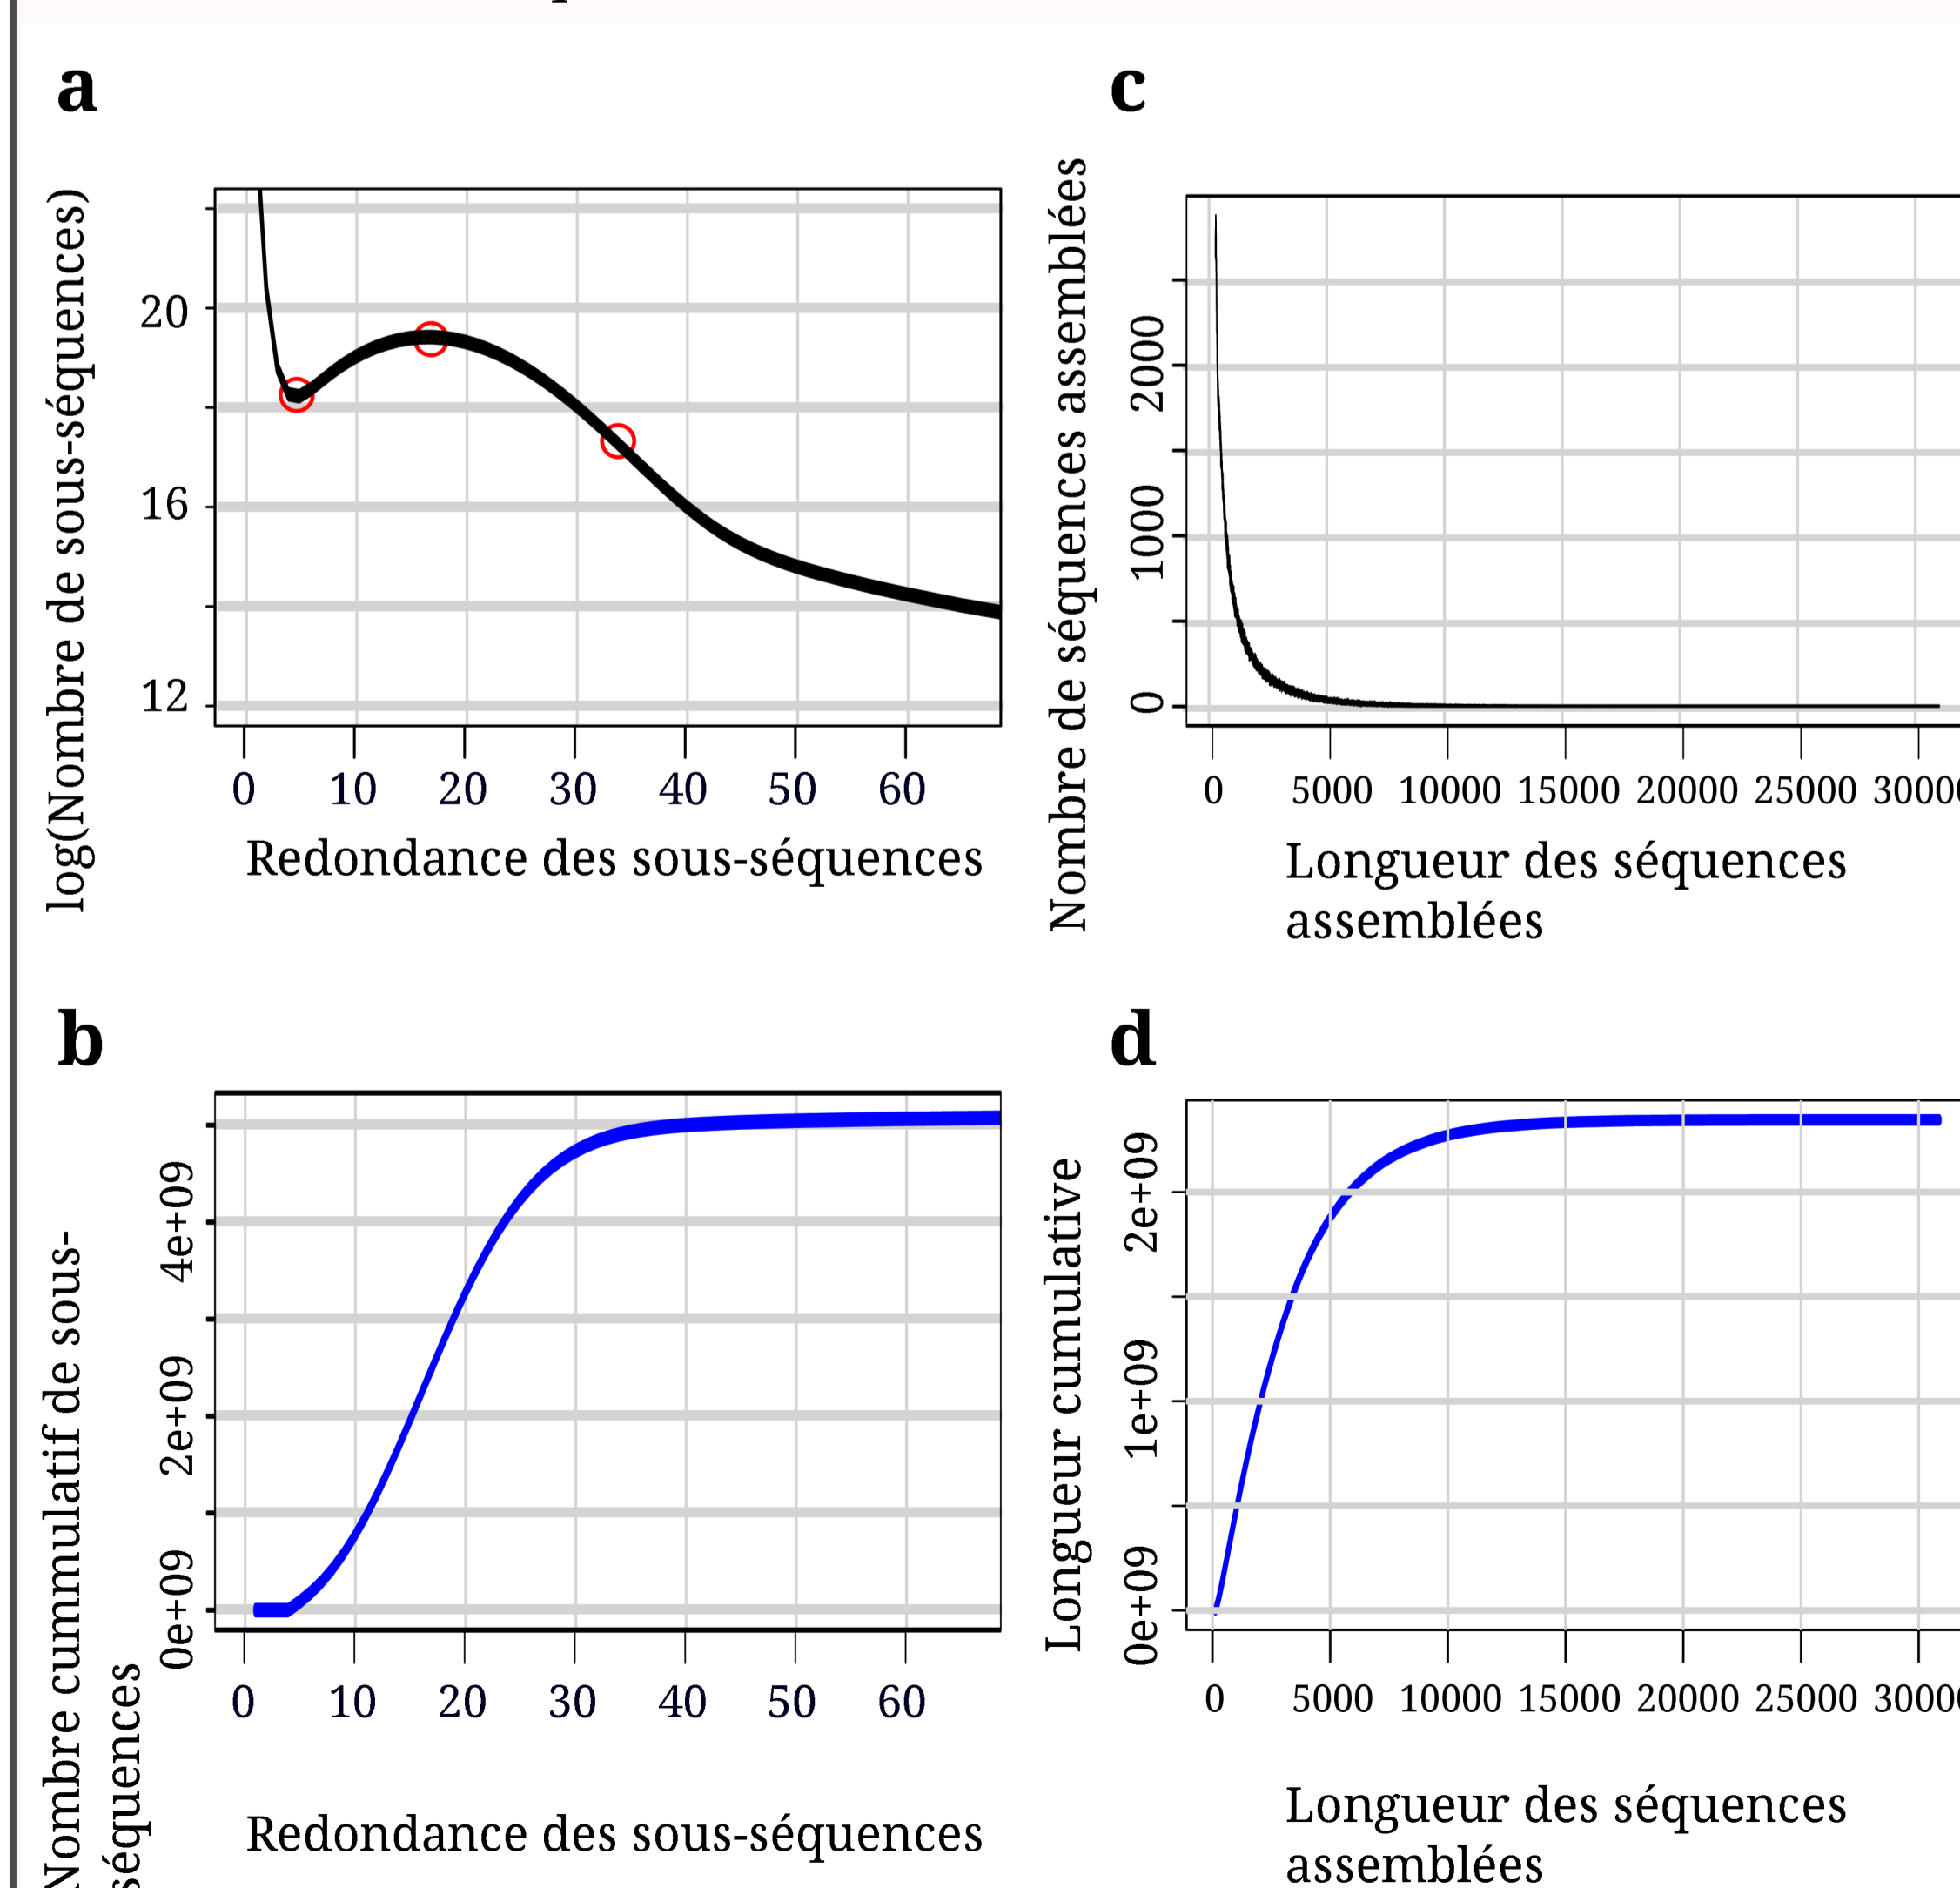 a
log(Nombre de sous-séquences)
20
16
12
0 10 20 30 40 50 60
Redondance des sous-séquences
c
Nombre de séquences assemblées
2000
1000
0
0 5000 10000 15000 20000 25000 3000
Longueur des séquences
assemblées
b
Nombre cummulatif de sous-
séquences
4e+09
2e+09
0e+09
0 10 20 30 40 50 60
Redondance des sous-séquences
d
Longueur cumulative
2e+09
1e+09
0e+09
0 5000 10000 15000 20000 25000 3000
Longueur des séquences
assemblées